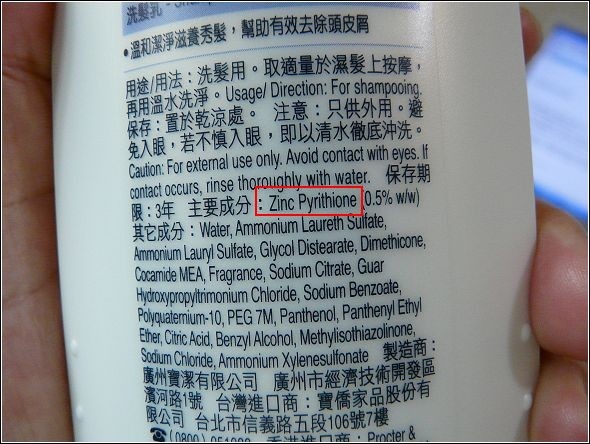 洗髮乳
•溫和潔淨滋養秀髮，幫助有效去除頭皮屑
用途/用法：洗髮用。取適量於濕髮上按摩，
再用溫水洗淨。Usage/ Direction: For shampooing.
保存：置於乾涼處。 注意：只供外用。避
免入眼，若不慎入眼，即以清水徹底沖洗。
Caution: For external use only. Avoid contact with eyes. If
contact occurs, rinse thoroughly with water. 保存期
限：3年 主要成分：Zinc Pyrithione (0.5% w/w)
其它成分：Water, Ammonium Laureth Sulfate,
Ammonium Lauryl Sulfate, Glycol Distearate, Dimethicone,
Cocamide MEA, Fragrance, Sodium Citrate, Guar
Hydroxypropyltrimonium Chloride, Sodium Benzoate,
Polyquaternium-10, PEG 7M, Panthenol, Panthenyl Ethyl
Ether, Citric Acid, Benzyl Alcohol, Methylisothiazolinone,
Sodium Chloride, Ammonium Xylenesulfonate 製造商：
廣州寶潔有限公司 廣州市經濟技術開發區
濱河路1號 台灣進口商：寶僑家品股份有
限公司 台北市信義路五段106號7樓
香港進口商：Procter &